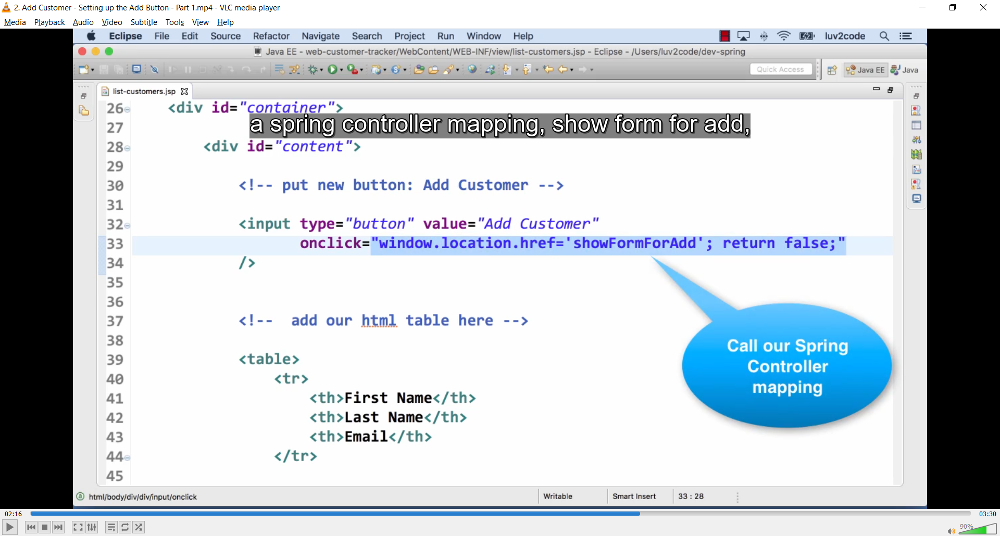 2. Add Customer - Setting up the Add Button - Part 1.mp4 - VLC media player
Media Playback Audio Video Subtitle Tools View Help
Eclipse File Edit Source Refactor Navigate Search Project Run Window Help luv2code
Java EE - web-customer-tracker/WebContent/WEB-INF/view/list-customers.jsp - Eclipse - /Users/luv2code/dev-spring
Quick Access Java EE Java
list-customers.jsp
26 <div id="container">
a spring controller mapping, show form for add,
27
28 <div id="content">
29
30 <!-- put new button: Add Customer -->
31
32 <input type="button" value="Add Customer"
33 onclick="window.location.href='showFormForAdd'; return false;"
34 />
35
36
37 <!-- add our html table here -->
38
39 <table>
40 <tr>
41 <th>First Name</th>
42 <th>Last Name</th>
43 <th>Email</th>
44 </tr>
45
Call our Spring
Controller
mapping
html/body/div/div/input/onclick Writable Smart Insert 33 : 28
02:16 03:30
90%